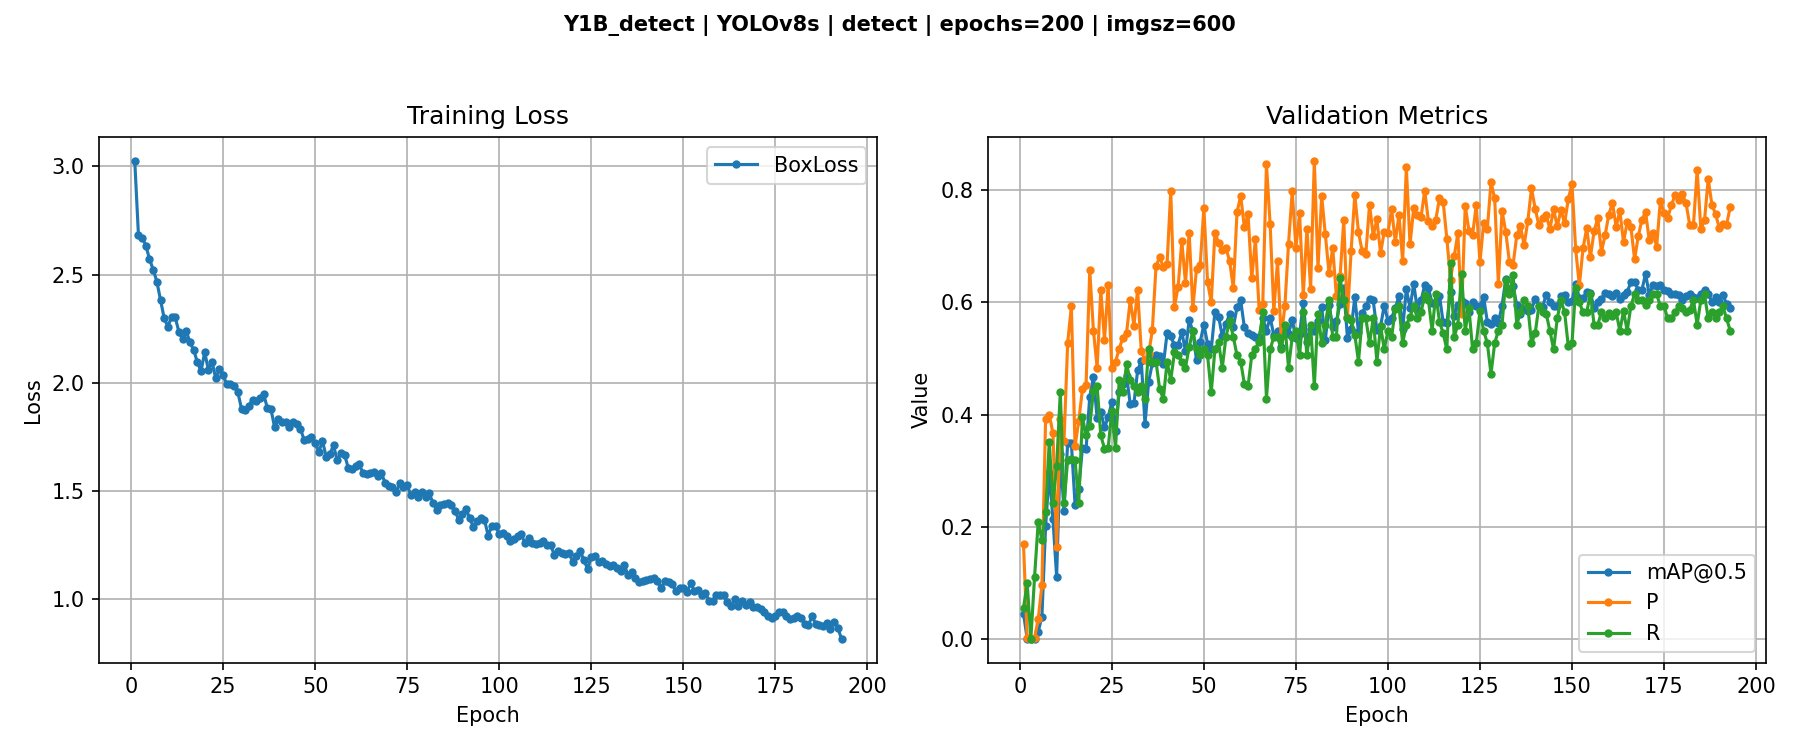 Y1B_detect | YOLOv8s | detect | epochs=200 | imgsz=600
Training Loss
3.0
2.5
2.0
1.5
1.0
Loss
0
25
50
75
100
125
150
175
200
Epoch
BoxLoss
Validation Metrics
0.8
0.6
0.4
0.2
0.0
Value
0
25
50
75
100
125
150
175
200
Epoch
mAP@0.5
P
R